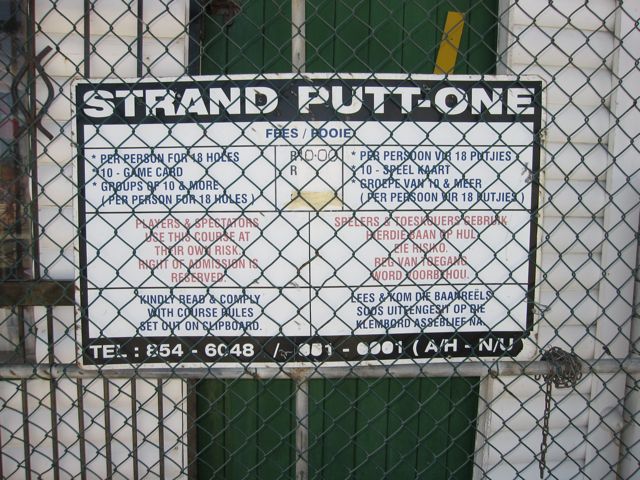 STRAND PUTT-ONE
FEES / FOOIE
* PER PERSON FOR 18 HOLES
* 10 - GAME CARD
* GROUPS OF 10 & MORE
( PER PERSON FOR 18 HOLES )
R10-00
R
* PER PERSOON VIR 18 PUTJIES
* 10 - SPEEL KAART
* GROEPE VAN 10 & MEER
( PER PERSOON VIR 18 PUTJIES )
PLAYERS & SPECTATORS
USE THIS COURSE AT
THEIR OWN RISK.
RIGHT OF ADMISSION IS
RESERVED.
SPELERS & TOESKOUERS GEBRUIK
HIERDIE BAAN OP HUL
EIE RISIKO.
REG VAN TOEGANG
WORD VOORBEHOU.
KINDLY READ & COMPLY
WITH COURSE RULES
SET OUT ON CLIPBOARD.
LEES & KOM DIE BAANREËLS
SOOS UITEENGESIT OP DIE
KLEMBORD ASSEBLIEF NA.
TEL : 854 - 6048 / 051 - 0001 ( A/H - N/U )